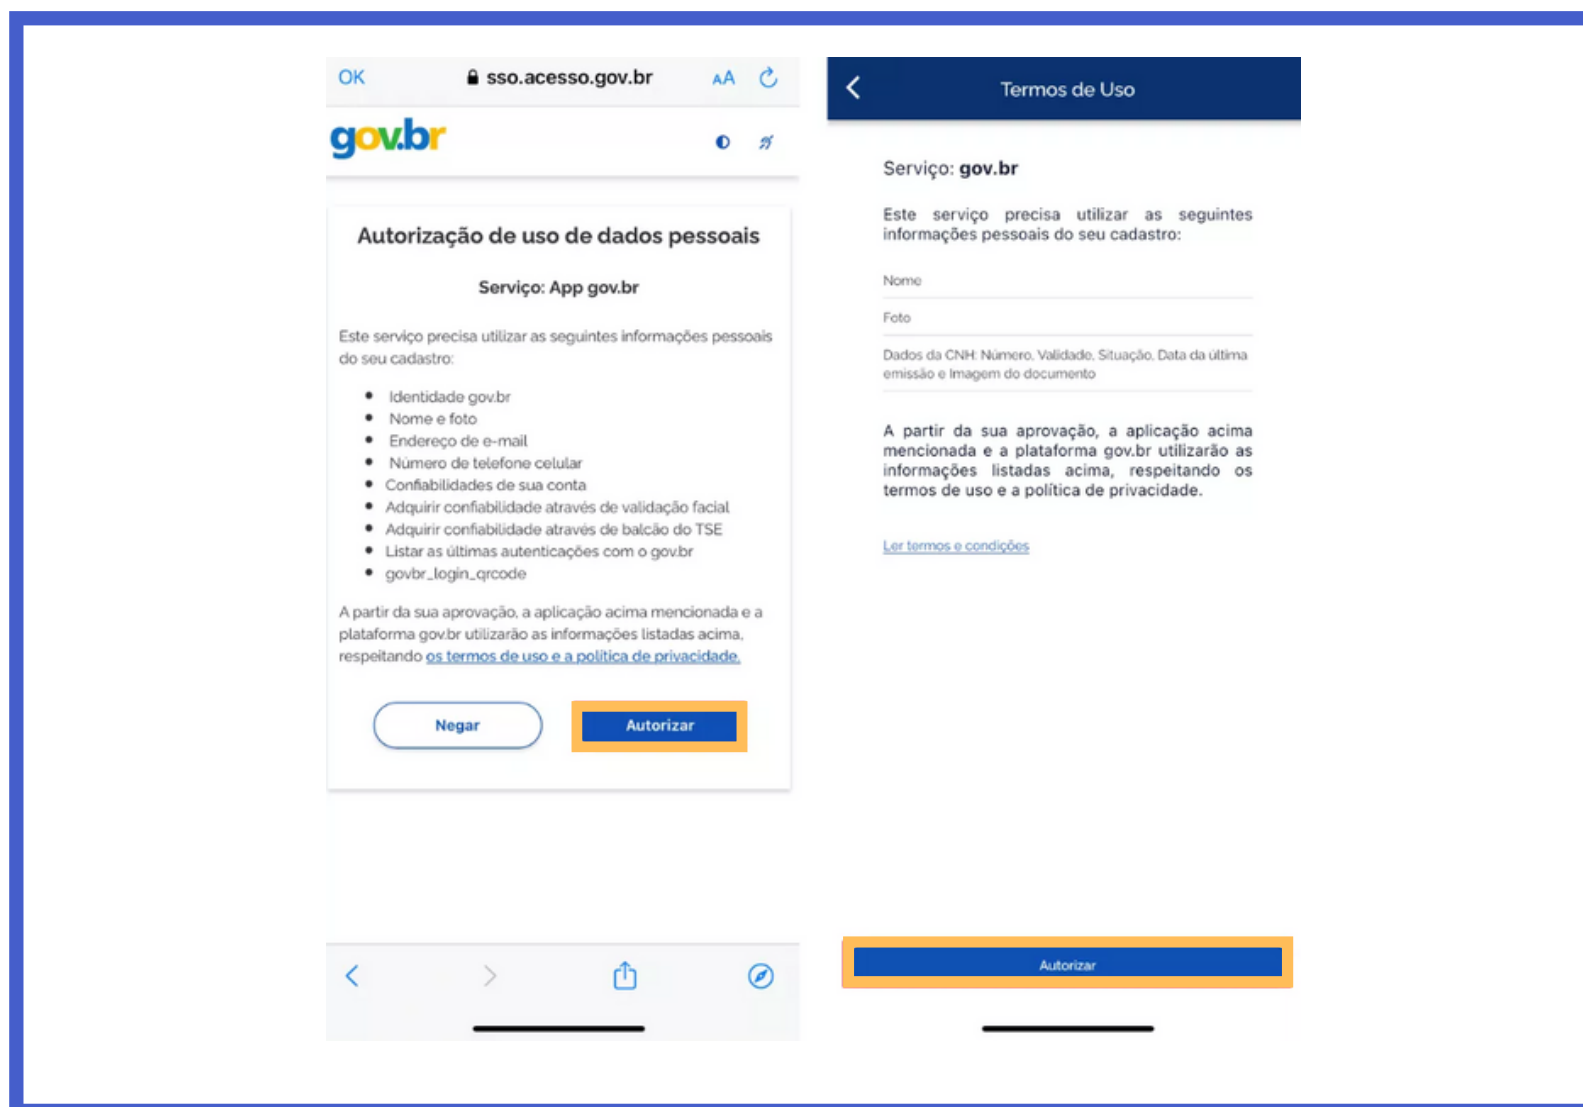 OK
sso.acesso.gov.br
AA
gov.br
Autorização de uso de dados pessoais
Serviço: App gov.br
Este serviço precisa utilizar as seguintes informações pessoais
do seu cadastro:
Identidade gov.br
Nome e foto
Endereço de e-mail
Número de telefone celular
Confiabilidades de sua conta
Adquirir confiabilidade através de validação facial
Adquirir confiabilidade através de balcão do TSE
Listar as últimas autenticações com o gov.br
govbr_login_qrcode
A partir da sua aprovação, a aplicação acima mencionada e a
plataforma gov.br utilizarão as informações listadas acima,
respeitando os termos de uso e a política de privacidade.
Negar
Autorizar
Termos de Uso
Serviço: gov.br
Este serviço precisa utilizar as seguintes
informações pessoais do seu cadastro:
Nome
Foto
Dados da CNH: Número, Validade, Situação, Data da última
emissão e Imagem do documento
A partir da sua aprovação, a aplicação acima
mencionada e a plataforma gov.br utilizarão as
informações listadas acima, respeitando os
termos de uso e a política de privacidade.
Ler termos e condições
Autorizar